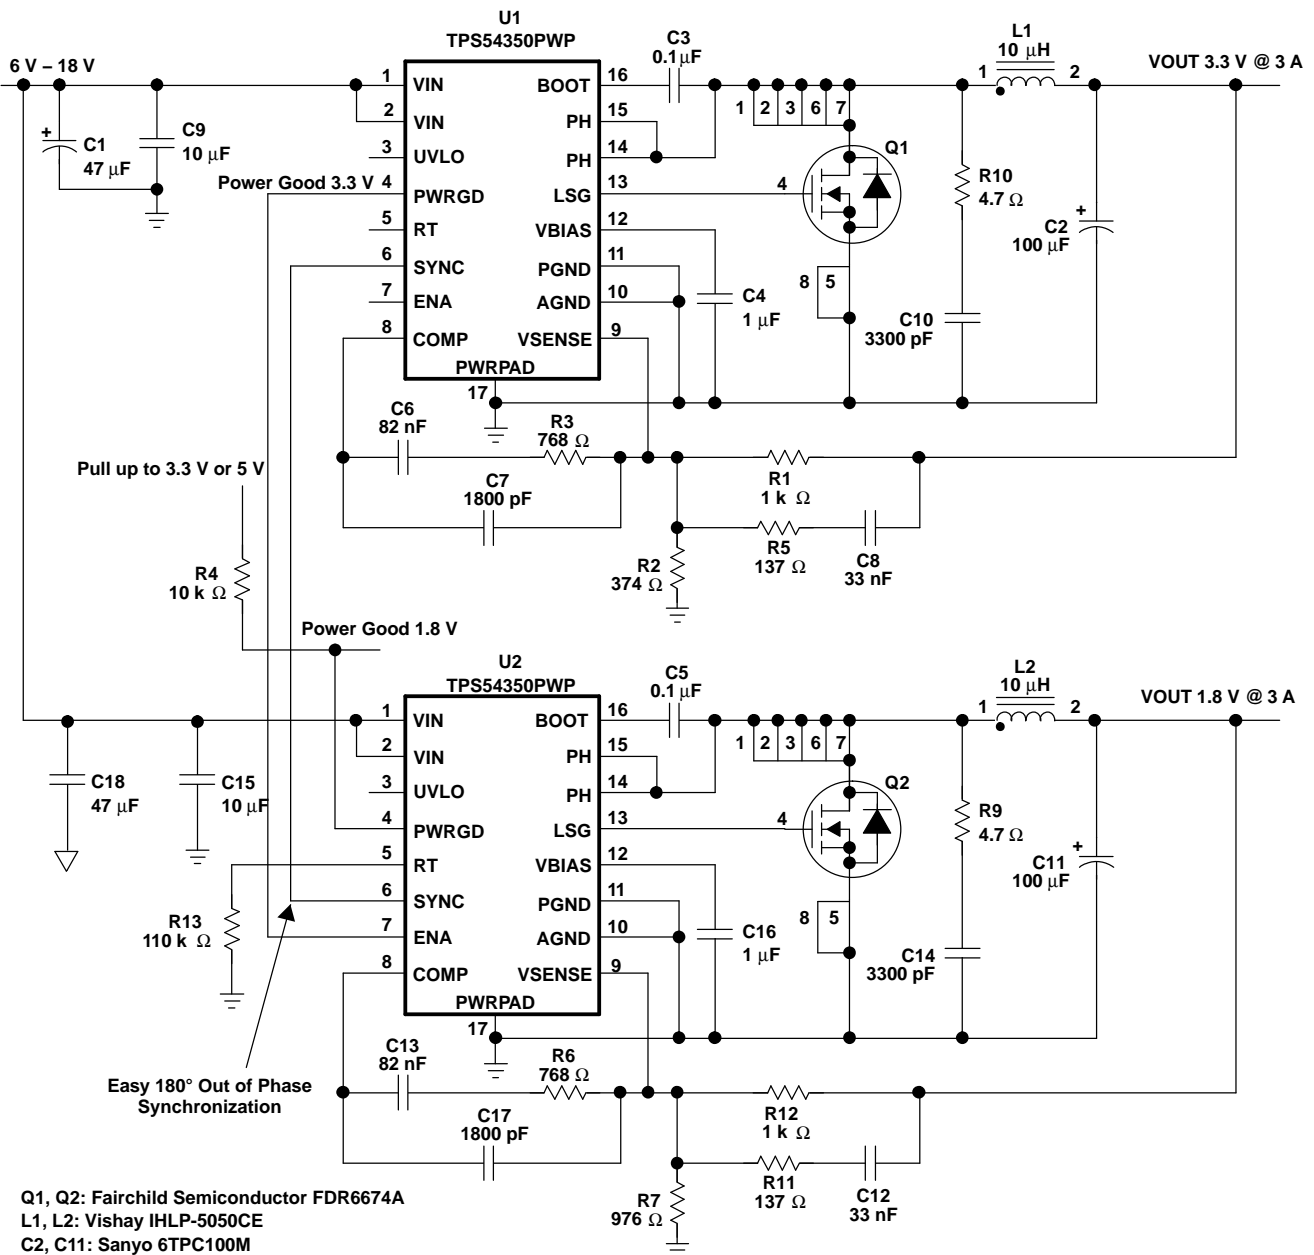 U1
TPS54350PWP
6 V – 18 V
C1
47 μF
C9
10 μF
1 VIN
2 VIN
3 UVLO
Power Good 3.3 V 4 PWRGD
5 RT
6 SYNC
7 ENA
8 COMP
BOOT 16
PH 15
PH 14
LSG 13
VBIAS 12
PGND 11
AGND 10
VSENSE 9
PWRPAD
17
C3
0.1 μF
1 2 3 6 7
Q1
4
8 5
C4
1 μF
L1
10 μH
1 2
VOUT 3.3 V @ 3 A
R10
4.7 Ω
C2
+
100 μF
C10
3300 pF
C6
82 nF
R3
768 Ω
C7
1800 pF
R1
1 k Ω
R5
137 Ω
C8
33 nF
R2
374 Ω
Pull up to 3.3 V or 5 V
R4
10 k Ω
Power Good 1.8 V
U2
TPS54350PWP
C18
47 μF
C15
10 μF
1 VIN
2 VIN
3 UVLO
4 PWRGD
5 RT
6 SYNC
7 ENA
8 COMP
BOOT 16
PH 15
PH 14
LSG 13
VBIAS 12
PGND 11
AGND 10
VSENSE 9
PWRPAD
17
R13
110 k Ω
C5
0.1 μF
1 2 3 6 7
Q2
4
8 5
C16
1 μF
L2
10 μH
1 2
VOUT 1.8 V @ 3 A
R9
4.7 Ω
C11
+
100 μF
C14
3300 pF
Easy 180° Out of Phase
Synchronization
C13
82 nF
R6
768 Ω
C17
1800 pF
R12
1 k Ω
R11
137 Ω
C12
33 nF
R7
976 Ω
Q1, Q2: Fairchild Semiconductor FDR6674A
L1, L2: Vishay IHLP-5050CE
C2, C11: Sanyo 6TPC100M